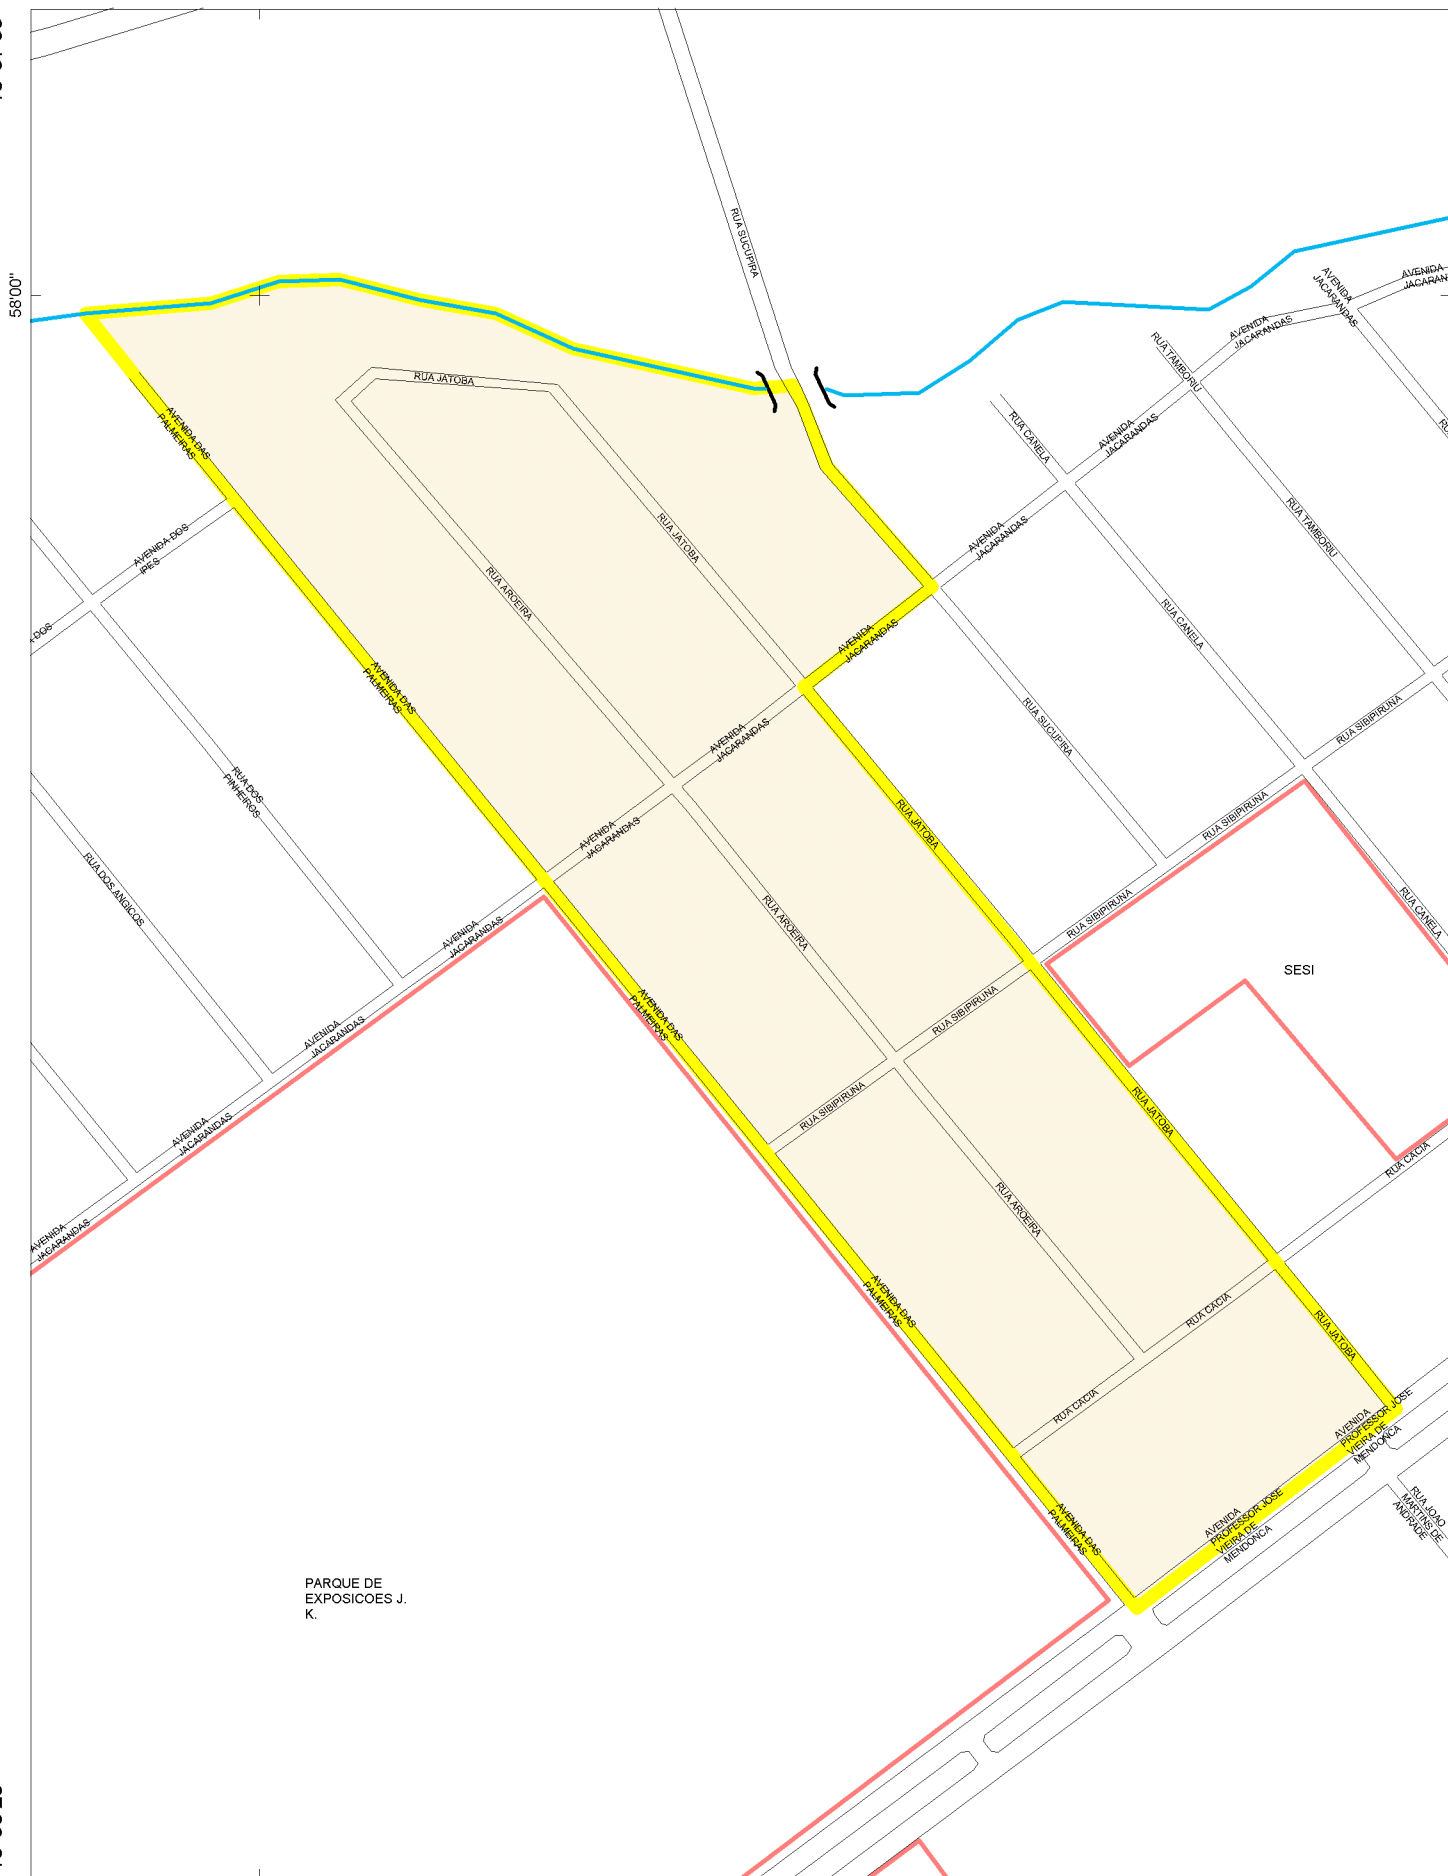 RUA SUCUPIRA
58'00"
AVENIDA
JACARANDAS
AVENIDA
JACARANDAS
AVENIDA
JACARANDAS
RUA TAMBORIU
RUA JATOBA
AVENIDA DAS
PALMEIRAS
RUA CANELA
AVENIDA
JACARANDAS
RUA TAMBORIU
RUA JATOBA
AVENIDA DOS
IPES
AVENIDA
JACARANDAS
RUA AROEIRA
RUA CANELA
AVENIDA
JACARANDAS
AVENIDA DAS
PALMEIRAS
RUA SUCUPIRA
RUA SIBIPIRUNA
AVENIDA
JACARANDAS
RUA DOS
PINHEIROS
RUA JATOBA
RUA SIBIPIRUNA
AVENIDA
JACARANDAS
RUA DOS ANGICOS
RUA AROEIRA
RUA SIBIPIRUNA
RUA CANELA
AVENIDA
JACARANDAS
SESI
AVENIDA DAS
PALMEIRAS
RUA SIBIPIRUNA
AVENIDA
JACARANDAS
RUA SIBIPIRUNA
RUA JATOBA
AVENIDA
JACARANDAS
RUA CACIA
RUA AROEIRA
AVENIDA
JACARANDAS
AVENIDA DAS
PALMEIRAS
RUA CACIA
RUA JATOBA
RUA CACIA
AVENIDA
PROFESSOR JOSE
VIEIRA DE
MENDONCA
AVENIDA
PROFESSOR JOSE
VIEIRA DE
MENDONCA
RUA JOAO
MARTINS DE
ANDRADE
AVENIDA DAS
PALMEIRAS
PARQUE DE
EXPOSICOES J.
K.